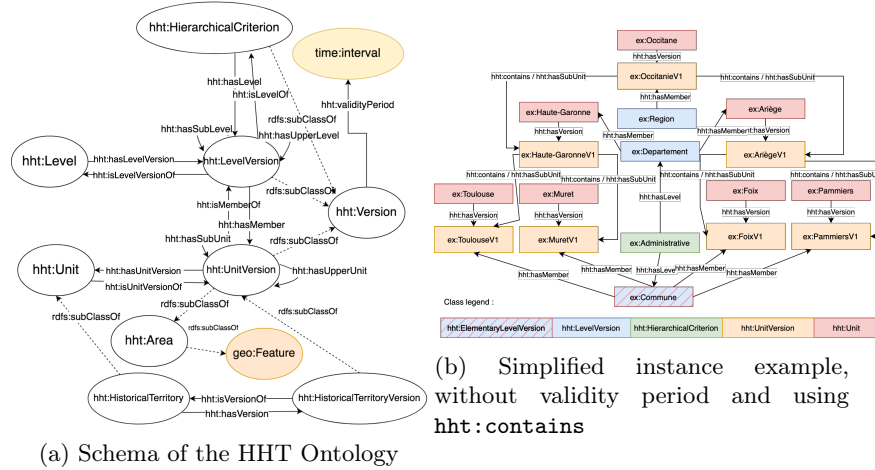 hht:HierarchicalCriterion
time:interval
hht:hasLevel
hht:isLevelOf
hht:validityPeriod
rdfs:subClassOf
hht:hasSubLevel
hht:hasUpperLevel
hht:Level
hht:hasLevelVersion
hht:isLevelVersionOf
hht:LevelVersion
rdfs:subClassOf
hht:isMemberOf
hht:hasMember
hht:Version
hht:hasSubUnit
rdfs:subClassOf
hht:Unit
hht:hasUnitVersion
hht:isUnitVersionOf
hht:UnitVersion
hht:hasUpperUnit
rdfs:subClassOf
rdfs:subClassOf
rdfs:subClassOf
hht:Area
rdfs:subClassOf
geo:Feature
hht:HistoricalTerritory
hht:isVersionOf
hht:hasVersion
hht:HistoricalTerritoryVersion
(a) Schema of the HHT Ontology
ex:Occitane
hht:hasVersion
hht:contains / hht:hasSubUnit
ex:OccitanieV1
hht:contains / hht:hasSubUnit
hht:hasMember
ex:Haute-Garonne
ex:Region
ex:Ariège
hht:hasVersion
hht:hasMember
hht:hasMember
hht:hasVersion
ex:Haute-GaronneV1
ex:Departement
ex:AriègeV1
hht:contains / hht:hasSubUnit
hht:contains / hht:hasSubUnit
hht:contains / hht:hasSubUnit
ex:Toulouse
ex:Muret
hht:hasLevel
ex:Foix
ex:Pammiers
hht:hasVersion
hht:hasVersion
hht:hasVersion
hht:hasVersion
ex:ToulouseV1
ex:MuretV1
ex:Administrative
ex:FoixV1
ex:PammiersV1
hht:hasMember
hht:hasMember
hht:hasLevel
hht:hasMember
hht:hasMember
ex:Commune
Class legend :
hht:ElementaryLevelVersion
hht:LevelVersion
hht:HierarchicalCriterion
hht:UnitVersion
hht:Unit
(b) Simplified instance example,
without validity period and using
hht:contains